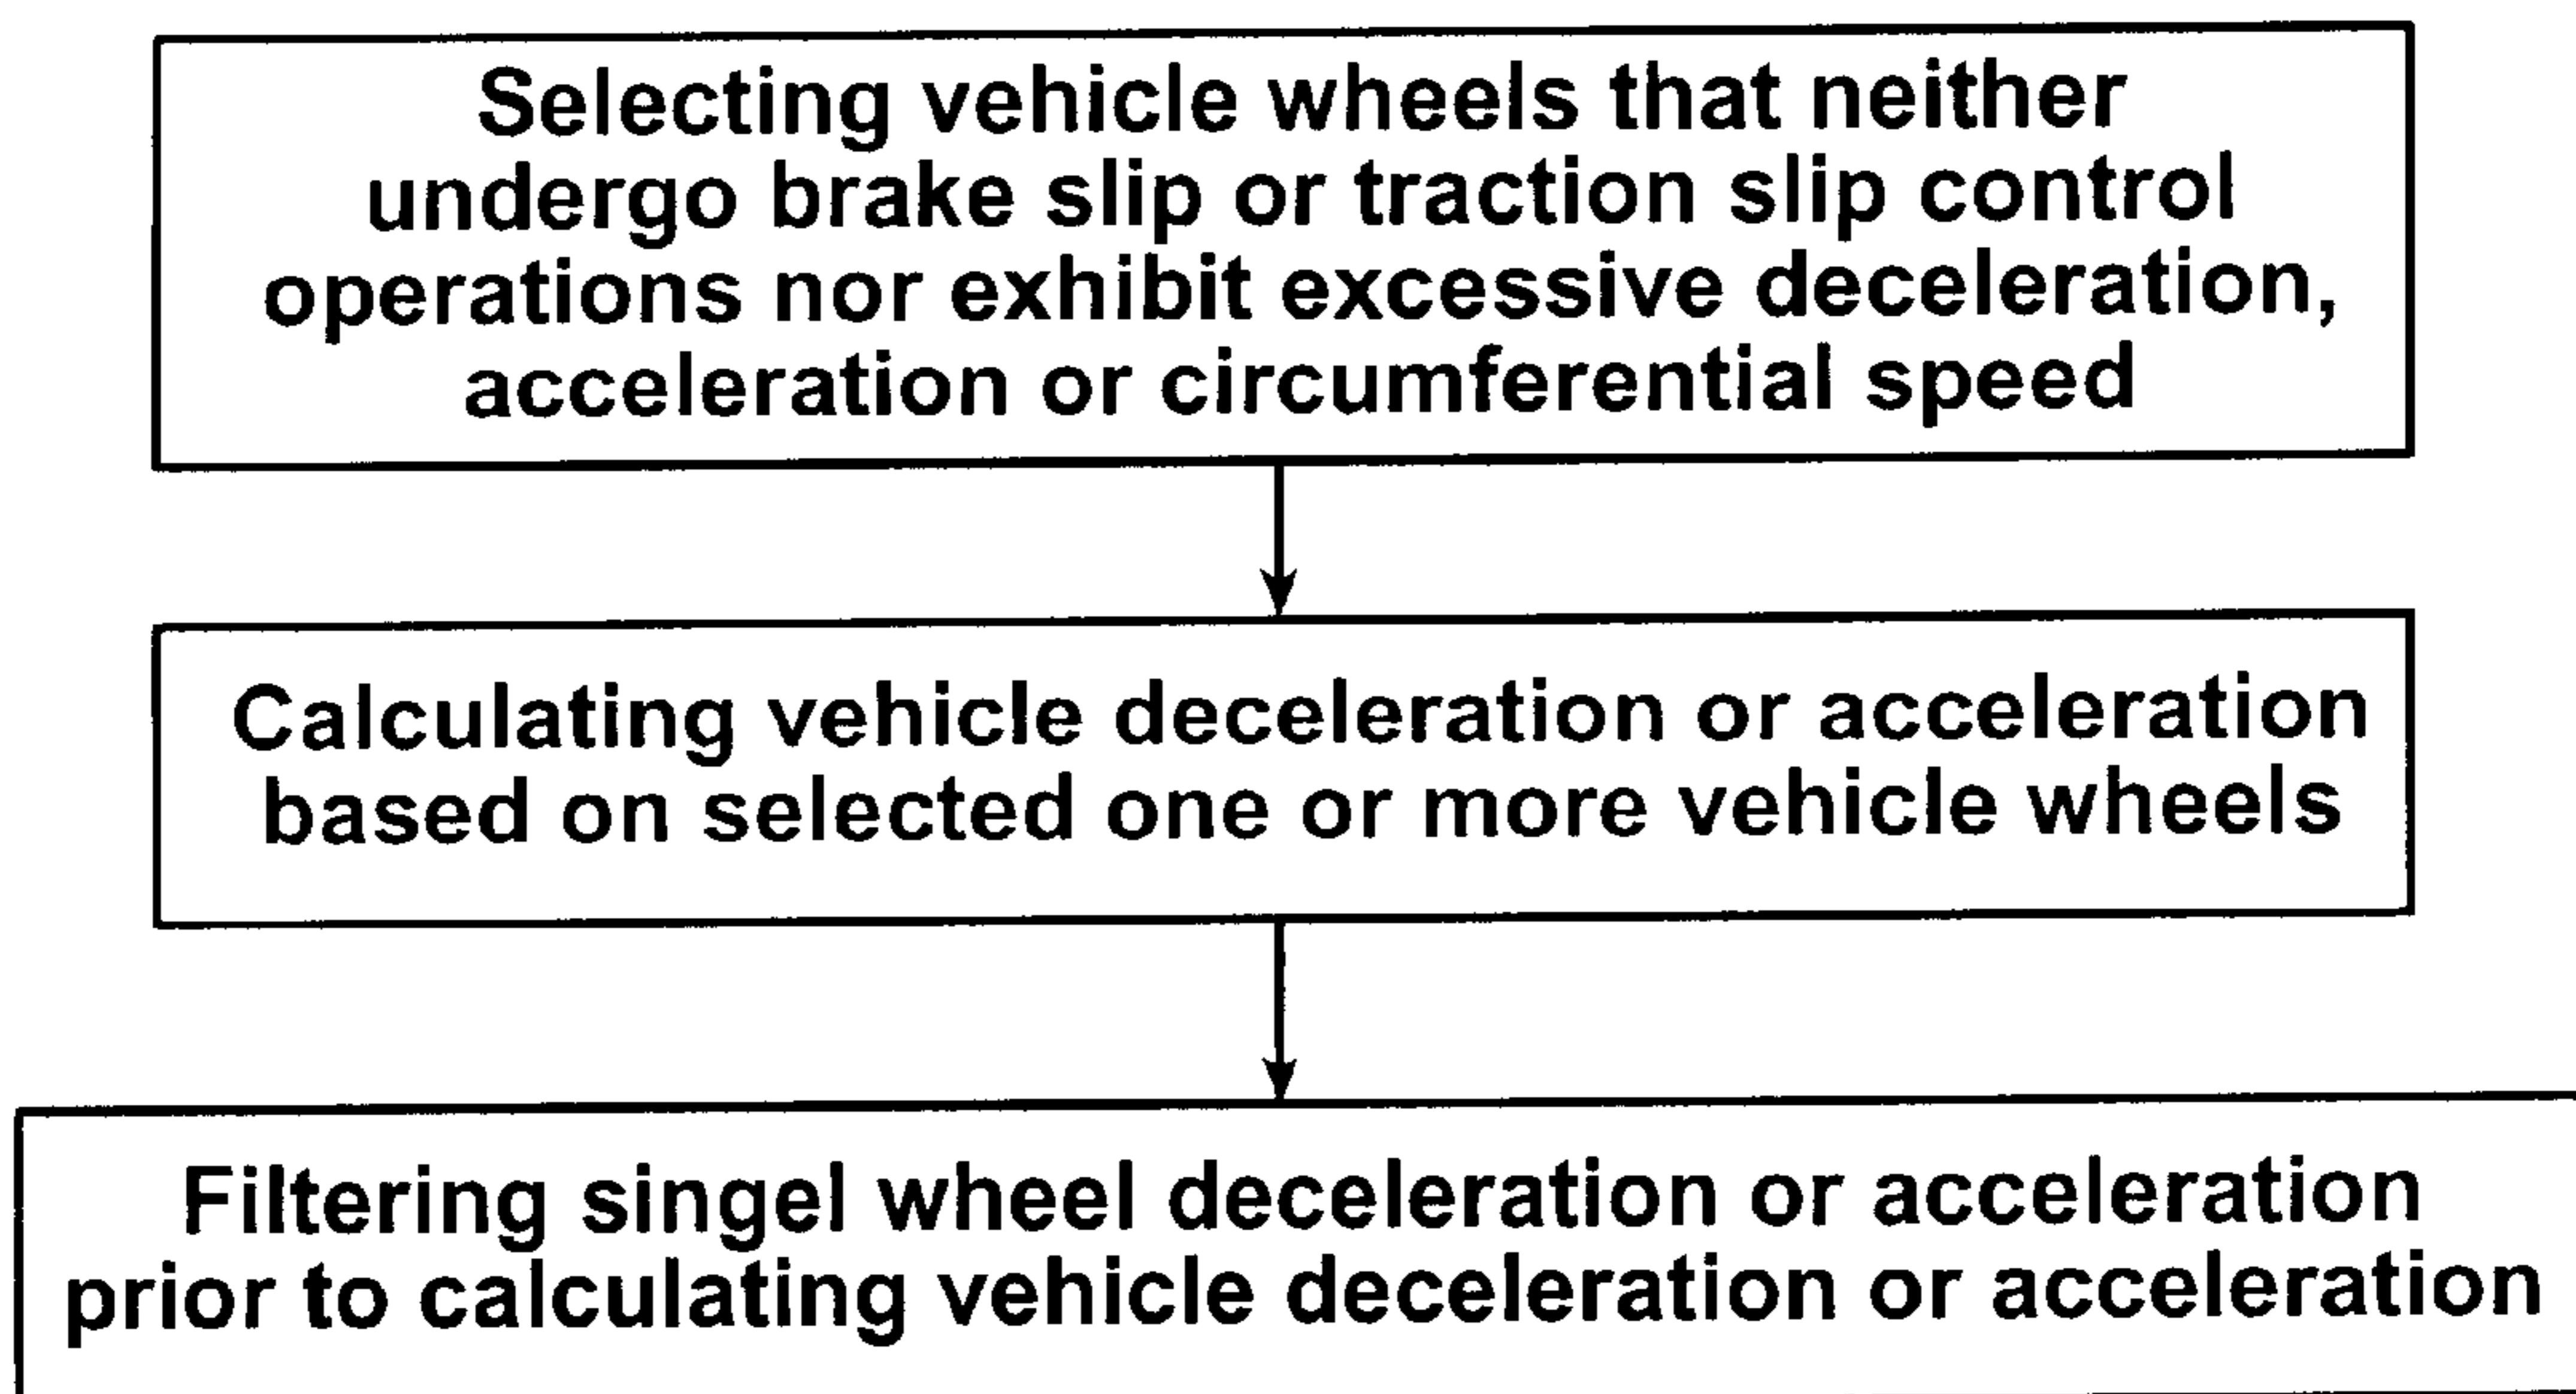 Selecting vehicle wheels that neither
undergo brake slip or traction slip control
operations nor exhibit excessive deceleration,
acceleration or circumferential speed
Calculating vehicle deceleration or acceleration
based on selected one or more vehicle wheels
Filtering singel wheel deceleration or acceleration
prior to calculating vehicle deceleration or acceleration